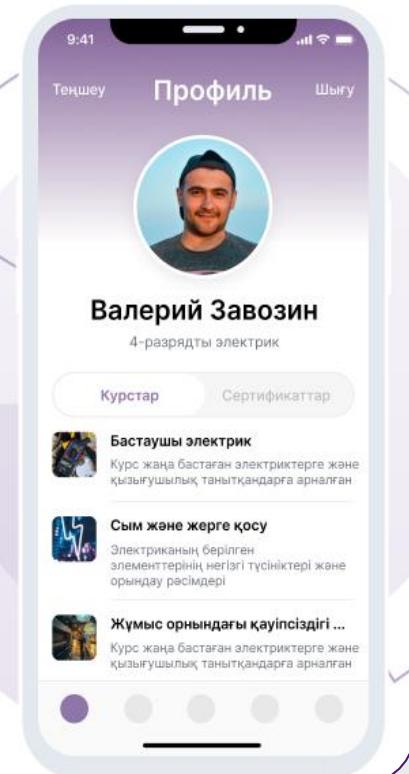 9:41
Теңшеу Профиль Шығу
Валерий Завозин
4-разрядты электрик
Курстар Сертификаттар
Бастаушы электрик
Курс жаңа бастаған электриктерге және
қызығушылық танытқандарға арналған
Сым және жерге қосу
Электриканың берілген
элементтерінің негізгі түсініктері және
орындау рәсімдері
Жұмыс орнындағы қауіпсіздігі ...
Курс жаңа бастаған электриктерге және
қызығушылық танытқандарға арналған